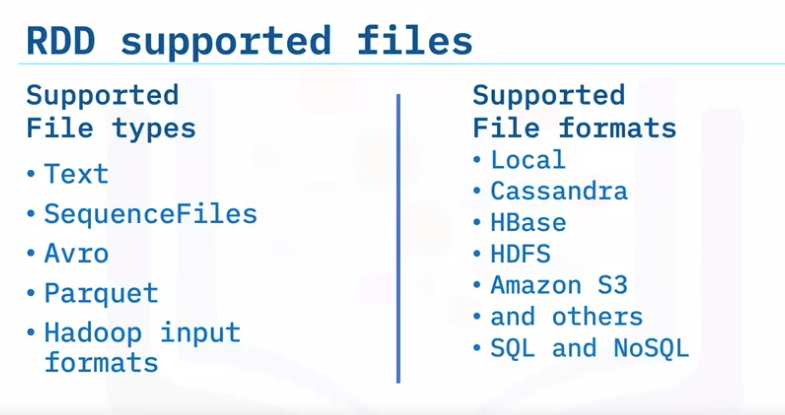 RDD supported files
Supported
File types
• Text
• SequenceFiles
• Avro
• Parquet
• Hadoop input
formats
Supported
File formats
• Local
• Cassandra
• HBase
• HDFS
• Amazon S3
• and others
• SQL and NoSQL